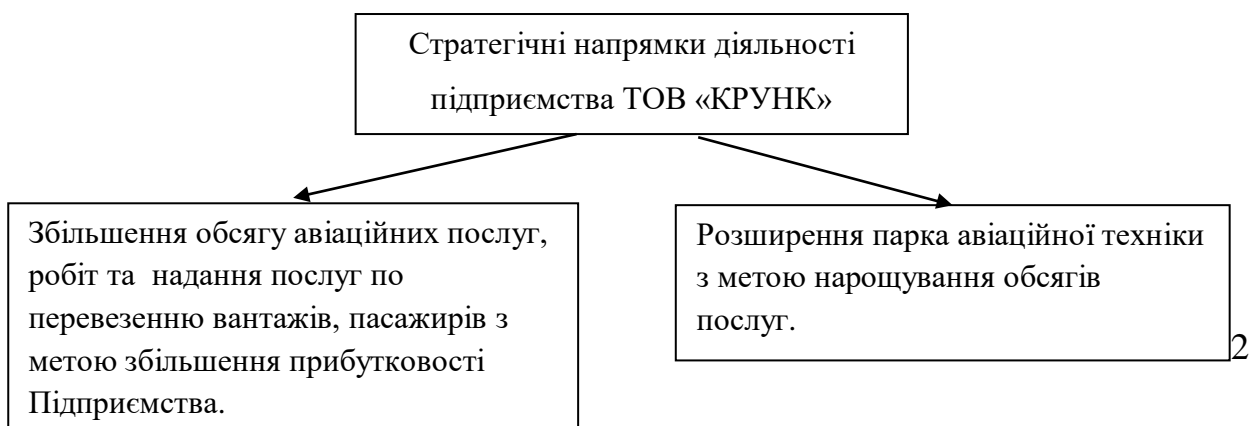 Стратегічні напрямки діяльності
підприємства ТОВ «КРУНК»
Збільшення обсягу авіаційних послуг,
робіт та надання послуг по
перевезенню вантажів, пасажирів з
метою збільшення прибутковості
Підприємства.
Розширення парка авіаційної техніки
з метою нарощування обсягів
послуг.
2